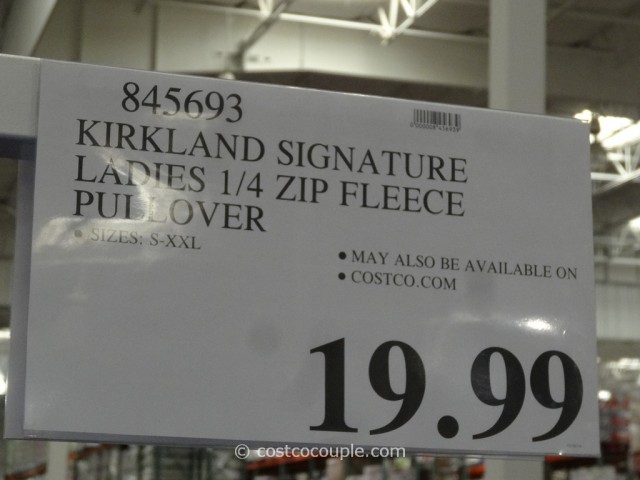 845693
KIRKLAND SIGNATURE
LADIES 1/4 ZIP FLEECE
PULLOVER
• SIZES: S-XXL
• MAY ALSO BE AVAILABLE ON
• COSTCO.COM
19.99
© costcocouple.com